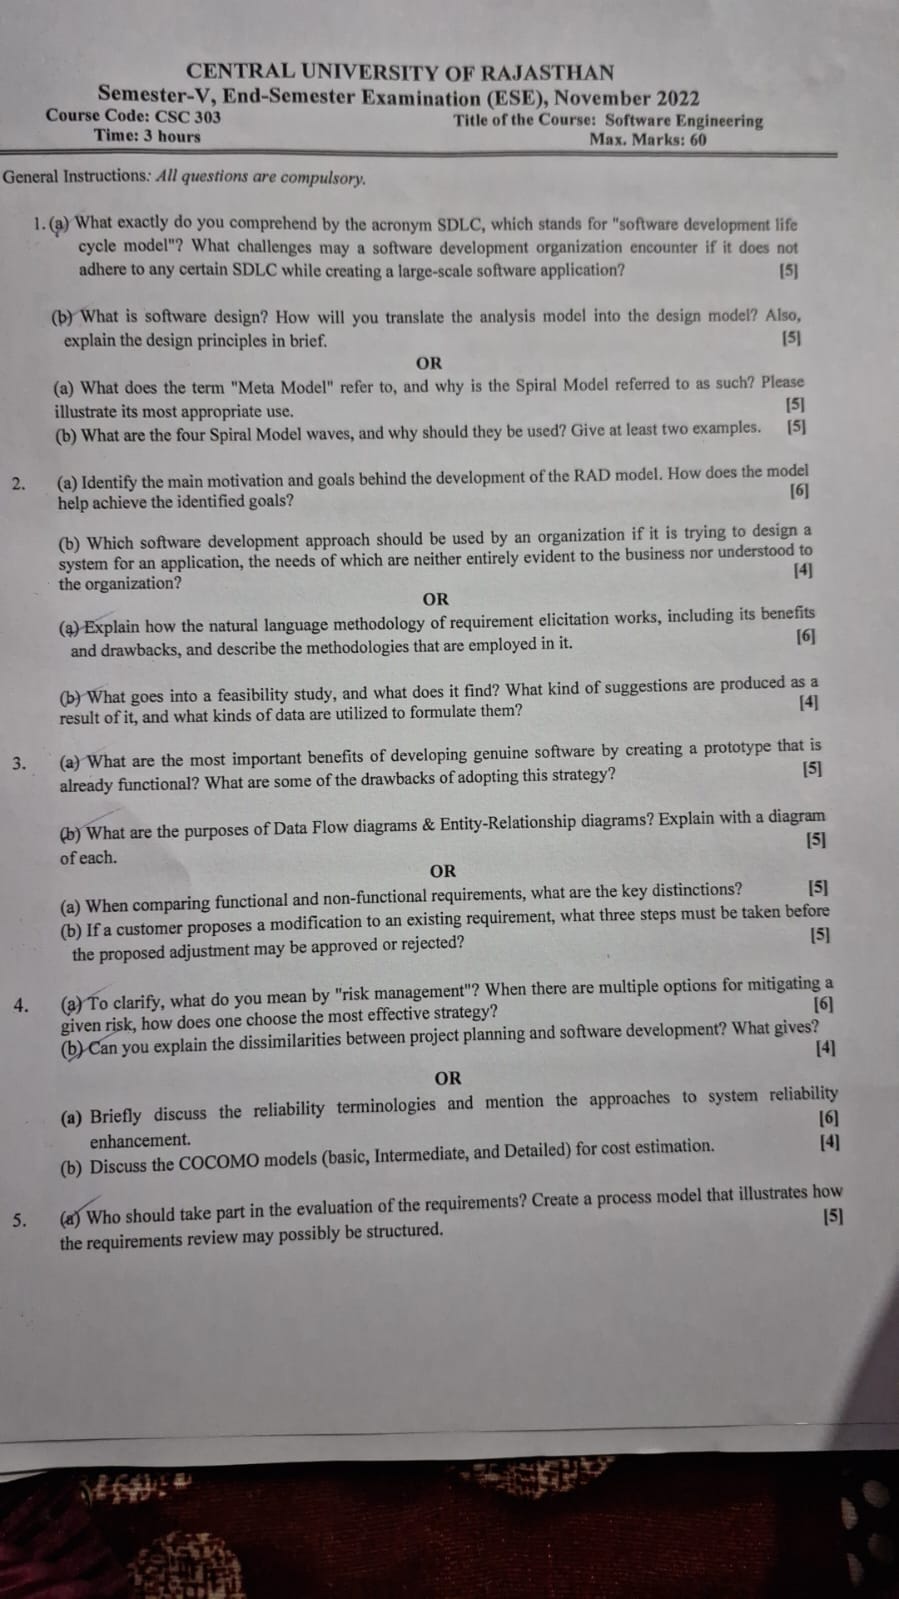 CENTRAL UNIVERSITY OF RAJASTHAN
Semester-V, End-Semester Examination (ESE), November 2022
Course Code: CSC 303 Title of the Course: Software Engineering
Time: 3 hours Max. Marks: 60
General Instructions: All questions are compulsory.
1. (a) What exactly do you comprehend by the acronym SDLC, which stands for "software development life
cycle model"? What challenges may a software development organization encounter if it does not
adhere to any certain SDLC while creating a large-scale software application? [5]
(b) What is software design? How will you translate the analysis model into the design model? Also,
explain the design principles in brief. [5]
OR
(a) What does the term "Meta Model" refer to, and why is the Spiral Model referred to as such? Please
illustrate its most appropriate use. [5]
(b) What are the four Spiral Model waves, and why should they be used? Give at least two examples. [5]
2. (a) Identify the main motivation and goals behind the development of the RAD model. How does the model
help achieve the identified goals? [6]
(b) Which software development approach should be used by an organization if it is trying to design a
system for an application, the needs of which are neither entirely evident to the business nor understood to
the organization? [4]
OR
(a) Explain how the natural language methodology of requirement elicitation works, including its benefits
and drawbacks, and describe the methodologies that are employed in it. [6]
(b) What goes into a feasibility study, and what does it find? What kind of suggestions are produced as a
result of it, and what kinds of data are utilized to formulate them? [4]
3. (a) What are the most important benefits of developing genuine software by creating a prototype that is
already functional? What are some of the drawbacks of adopting this strategy? [5]
(b) What are the purposes of Data Flow diagrams & Entity-Relationship diagrams? Explain with a diagram
of each. [5]
OR
(a) When comparing functional and non-functional requirements, what are the key distinctions? [5]
(b) If a customer proposes a modification to an existing requirement, what three steps must be taken before
the proposed adjustment may be approved or rejected? [5]
4. (a) To clarify, what do you mean by "risk management"? When there are multiple options for mitigating a
given risk, how does one choose the most effective strategy? [6]
(b) Can you explain the dissimilarities between project planning and software development? What gives?
[4]
OR
(a) Briefly discuss the reliability terminologies and mention the approaches to system reliability
enhancement. [6]
(b) Discuss the COCOMO models (basic, Intermediate, and Detailed) for cost estimation. [4]
5. (a) Who should take part in the evaluation of the requirements? Create a process model that illustrates how
the requirements review may possibly be structured. [5]